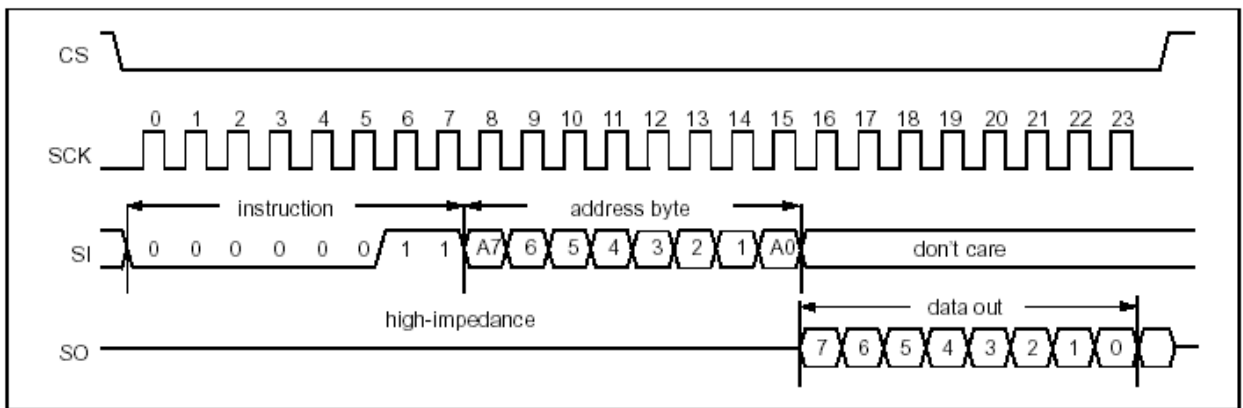 CS
0 1 2 3 4 5 6 7 8 9 10 11 12 13 14 15 16 17 18 19 20 21 22 23
SCK
instruction address byte
SI 0 0 0 0 0 0 1 1 A7 6 5 4 3 2 1 A0 don't care
high-impedance data out
SO 7 6 5 4 3 2 1 0